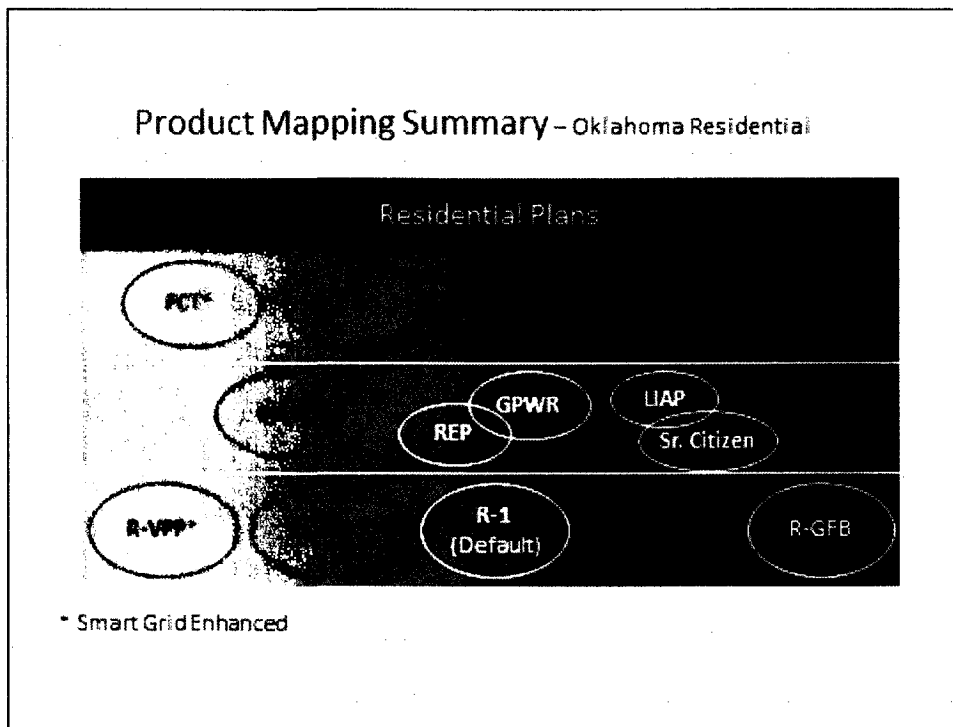 Product Mapping Summary – Oklahoma Residential
Residential Plans
PCT*
GPWR
LIAP
REP
Sr. Citizen
R-VPP*
R-1
(Default)
R-GFB
* Smart Grid Enhanced